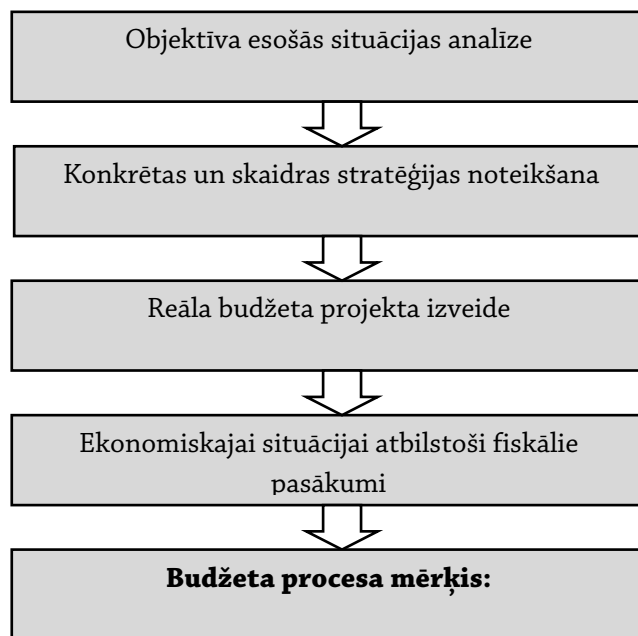 Objektīva esošās situācijas analīze
Konkrētas un skaidras stratēģijas noteikšana
Reāla budžeta projekta izveide
Ekonomiskajai situācijai atbilstoši fiskālie
pasākumi
Budžeta procesa mērķis: